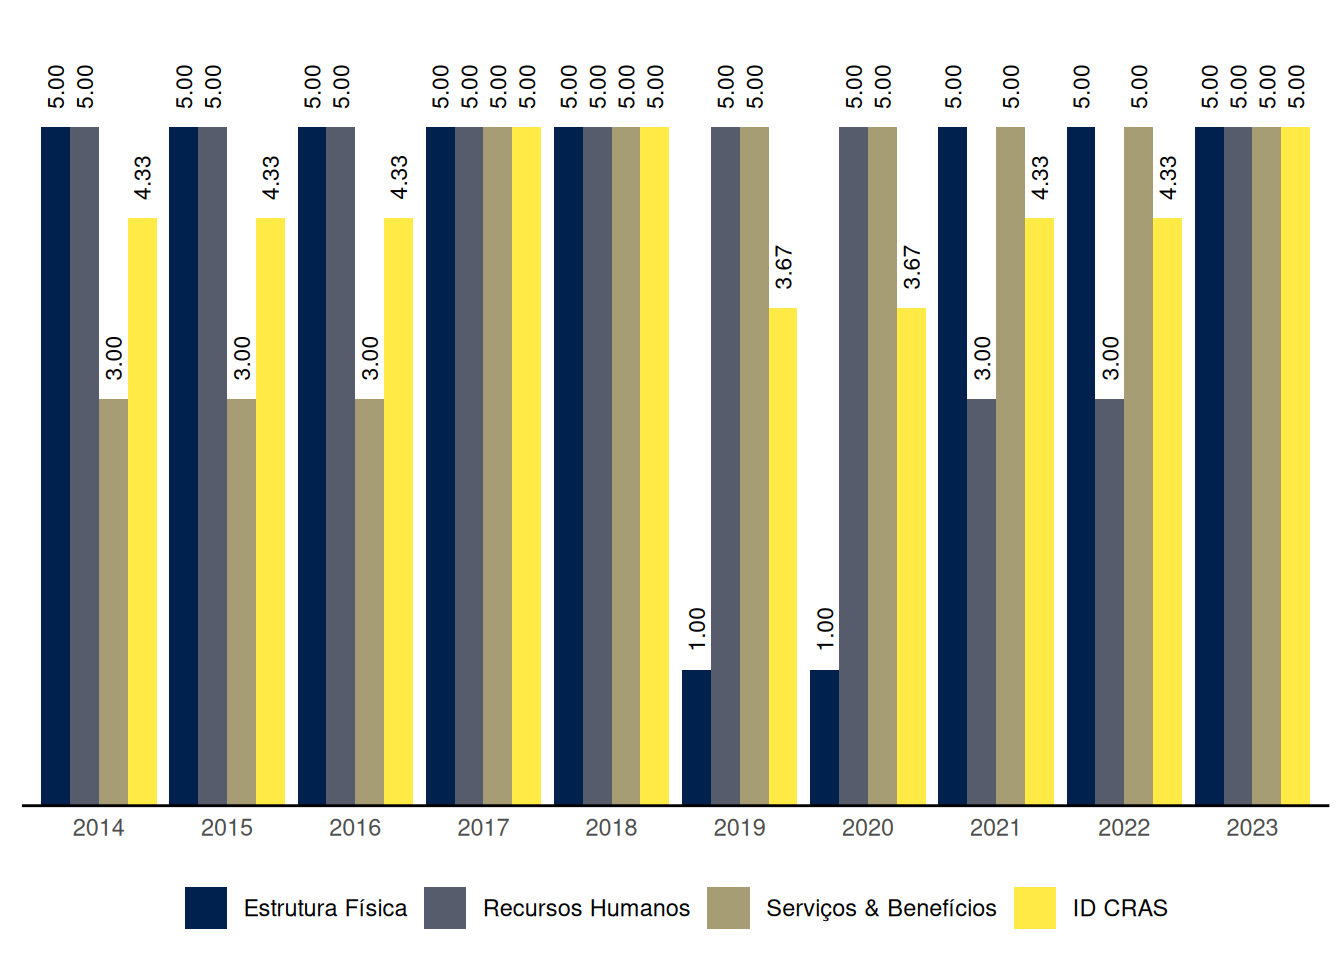 5.00 5.00 3.00 4.33 5.00 5.00 3.00 4.33 5.00 5.00 3.00 4.33 5.00 5.00 5.00 5.00 5.00 5.00 5.00 5.00 1.00 5.00 5.00 3.67 1.00 5.00 5.00 3.67 5.00 3.00 5.00 4.33 5.00 3.00 5.00 4.33 5.00 5.00 5.00 5.00
2014 2015 2016 2017 2018 2019 2020 2021 2022 2023
Estrutura Física Recursos Humanos Serviços & Benefícios ID CRAS